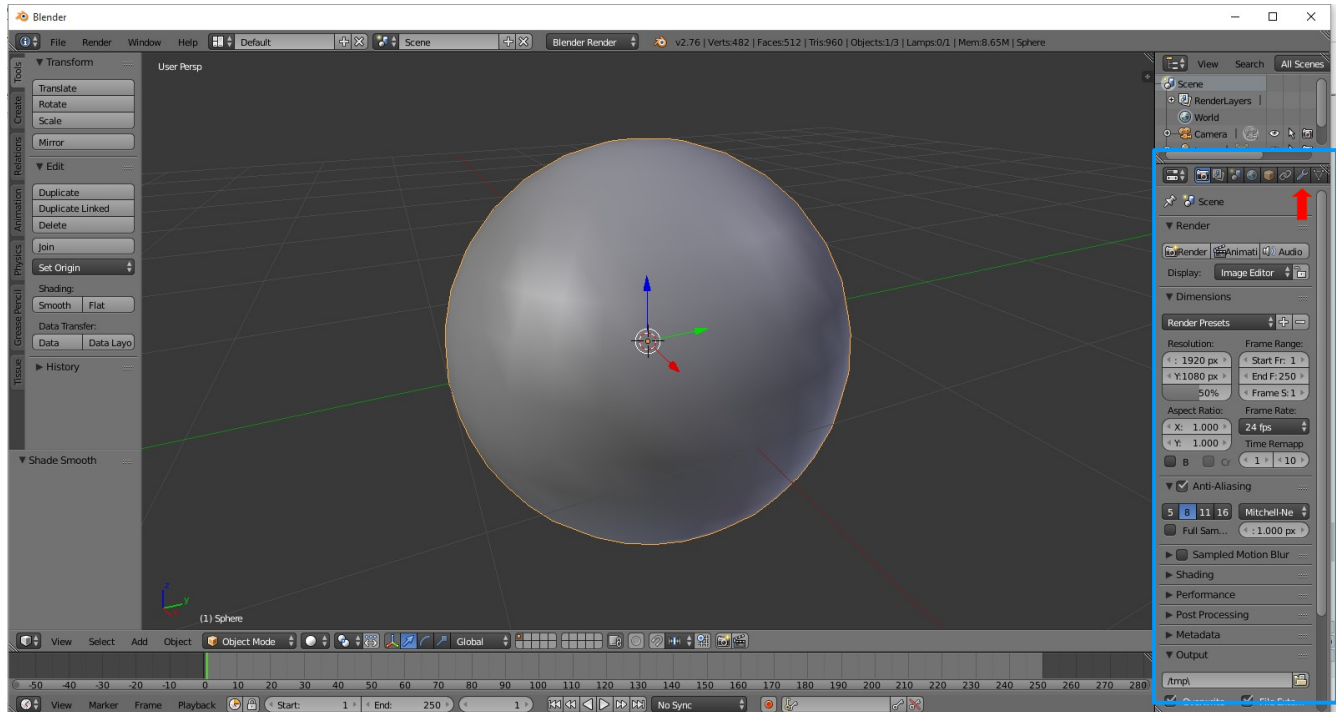 Blender
File Render Window Help Default Scene Blender Render v2.76 | Verts:482 | Faces:512 | Tris:960 | Objects:1/3 | Lamps:0/1 | Mem:8.65M | Sphere
Tools
Create
Relations
Animation
Physics
Grease Pencil
Tissue
Transform
Translate
Rotate
Scale
Mirror
Edit
Duplicate
Duplicate Linked
Delete
Join
Set Origin
Shading:
Smooth Flat
Data Transfer:
Data Data Layo
History
Shade Smooth
User Persp
z
y
(1) Sphere
View Select Add Object Object Mode Global
-50 -40 -30 -20 -10 0 10 20 30 40 50 60 70 80 90 100 110 120 130 140 150 160 170 180 190 200 210 220 230 240 250 260 270 280
View Marker Frame Playback Start: 1 End: 250 1 No Sync
View Search All Scenes
Scene
RenderLayers |
World
Camera |
Scene
Render
Render Animati Audio
Display: Image Editor
Dimensions
Render Presets
Resolution: Frame Range:
: 1920 px Start Fr: 1
Y:1080 px End F: 250
50% Frame S: 1
Aspect Ratio: Frame Rate:
X: 1.000 24 fps
Y: 1.000 Time Remapp
B Cr 1 10
Anti-Aliasing
5 8 11 16 Mitchell-Ne
Full Sam... : 1.000 px
Sampled Motion Blur
Shading
Performance
Post Processing
Metadata
Output
/tmp\
Overwrite File Exte...